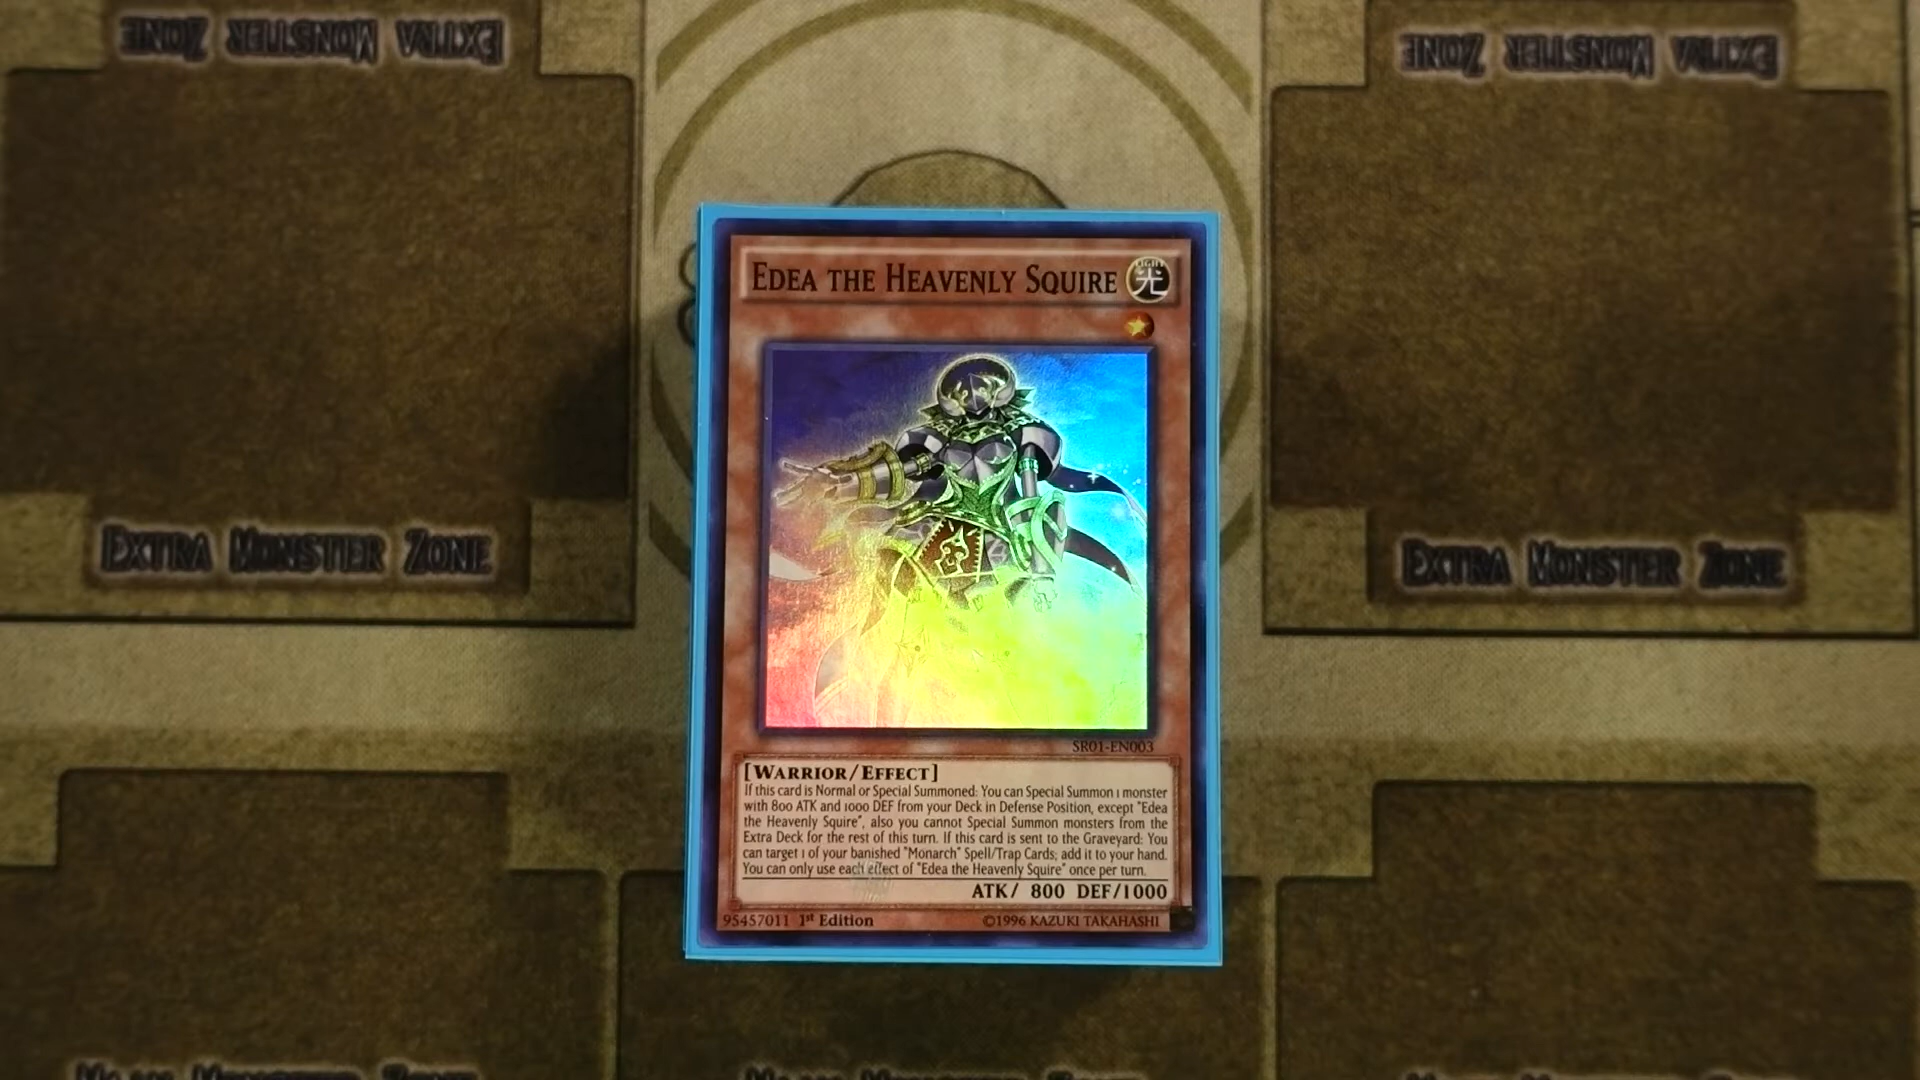 EXTRA MONSTER ZONE
EXTRA MONSTER ZONE
EDEA THE HEAVENLY SQUIRE
LIGHT
光
EXTRA MONSTER ZONE
EXTRA MONSTER ZONE
SR01-EN003
[WARRIOR/EFFECT]
If this card is Normal or Special Summoned: You can Special Summon 1 monster
with 800 ATK and 1000 DEF from your Deck in Defense Position, except "Edea
the Heavenly Squire", also you cannot Special Summon monsters from the
Extra Deck for the rest of this turn. If this card is sent to the Graveyard: You
can target 1 of your banished "Monarch" Spell/Trap Cards; add it to your hand.
You can only use each effect of "Edea the Heavenly Squire" once per turn.
ATK/ 800 DEF/1000
95457011 1st Edition
©1996 KAZUKI TAKAHASHI